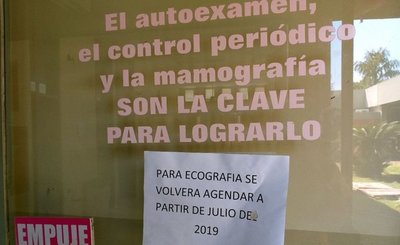 El autoexamen,
el control periódico
y la mamografía
SON LA CLAVE
PARA LOGRARLO
PARA ECOGRAFIA SE
VOLVERA AGENDAR A
PARTIR DE JULIO DE
2019
EMPUJE